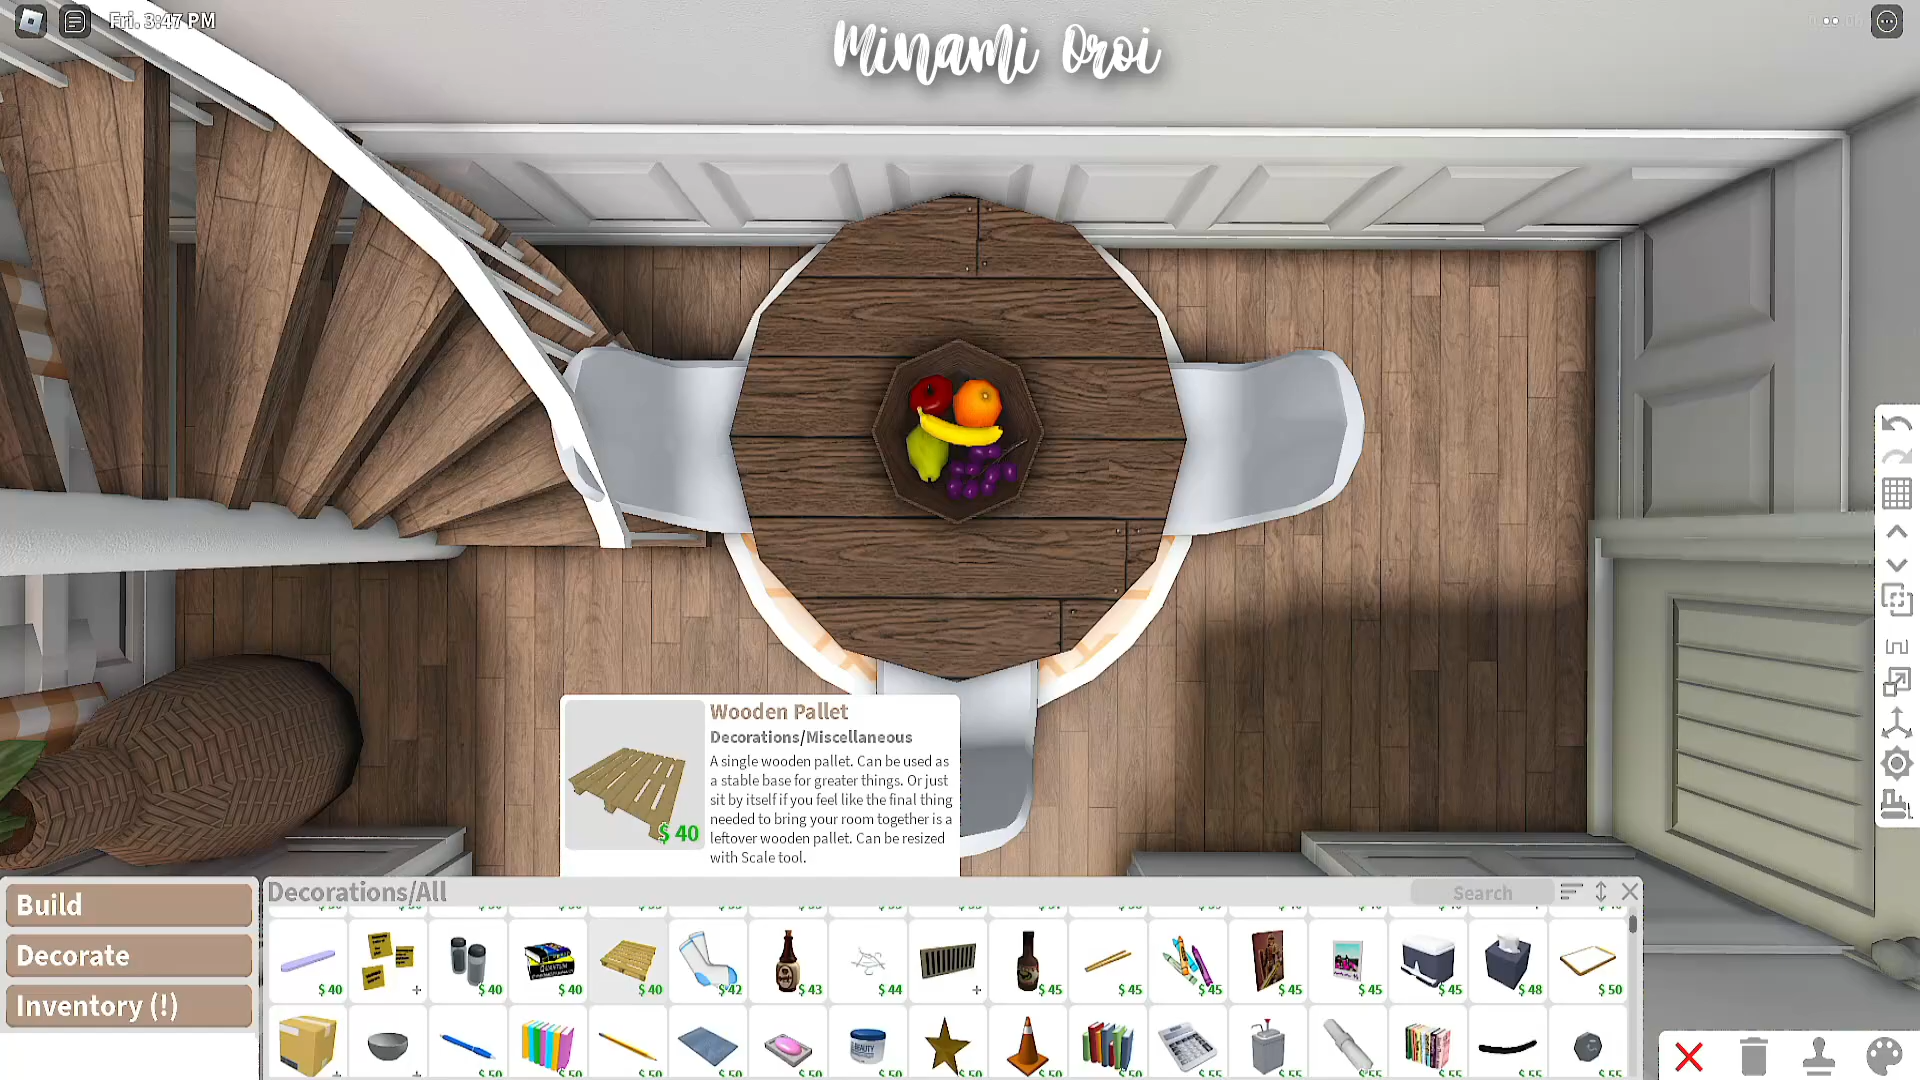 Fri. 3:47 PM
Minami Oroi
Wooden Pallet
Decorations/Miscellaneous
A single wooden pallet. Can be used as
a stable base for greater things. Or just
sit by itself if you feel like the final thing
needed to bring your room together is a
leftover wooden pallet. Can be resized
with Scale tool.
$ 40
Build
Decorate
Inventory (!)
Decorations/All
Search
$ 40
+
$ 40
$ 40
$ 40
$ 42
$ 43
$ 44
+
$ 45
$ 45
$ 45
$ 45
$ 45
$ 45
$ 48
$ 50